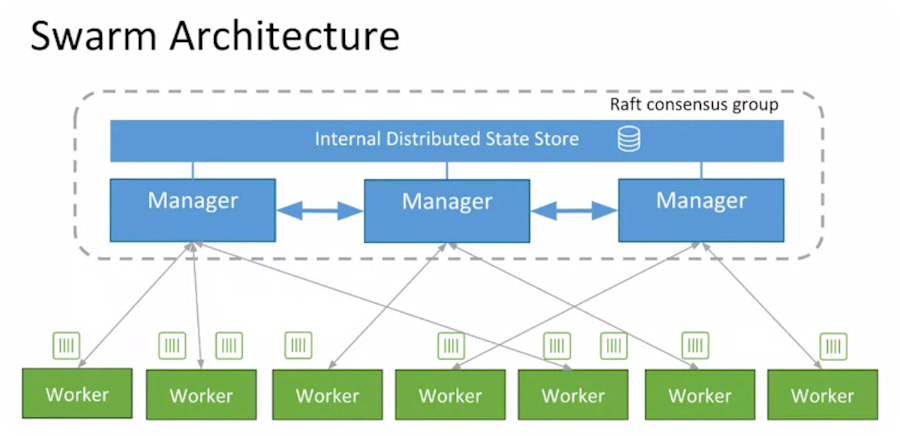 Swarm Architecture
Raft consensus group
Internal Distributed State Store
Manager
Manager
Manager
Worker
Worker
Worker
Worker
Worker
Worker
Worker